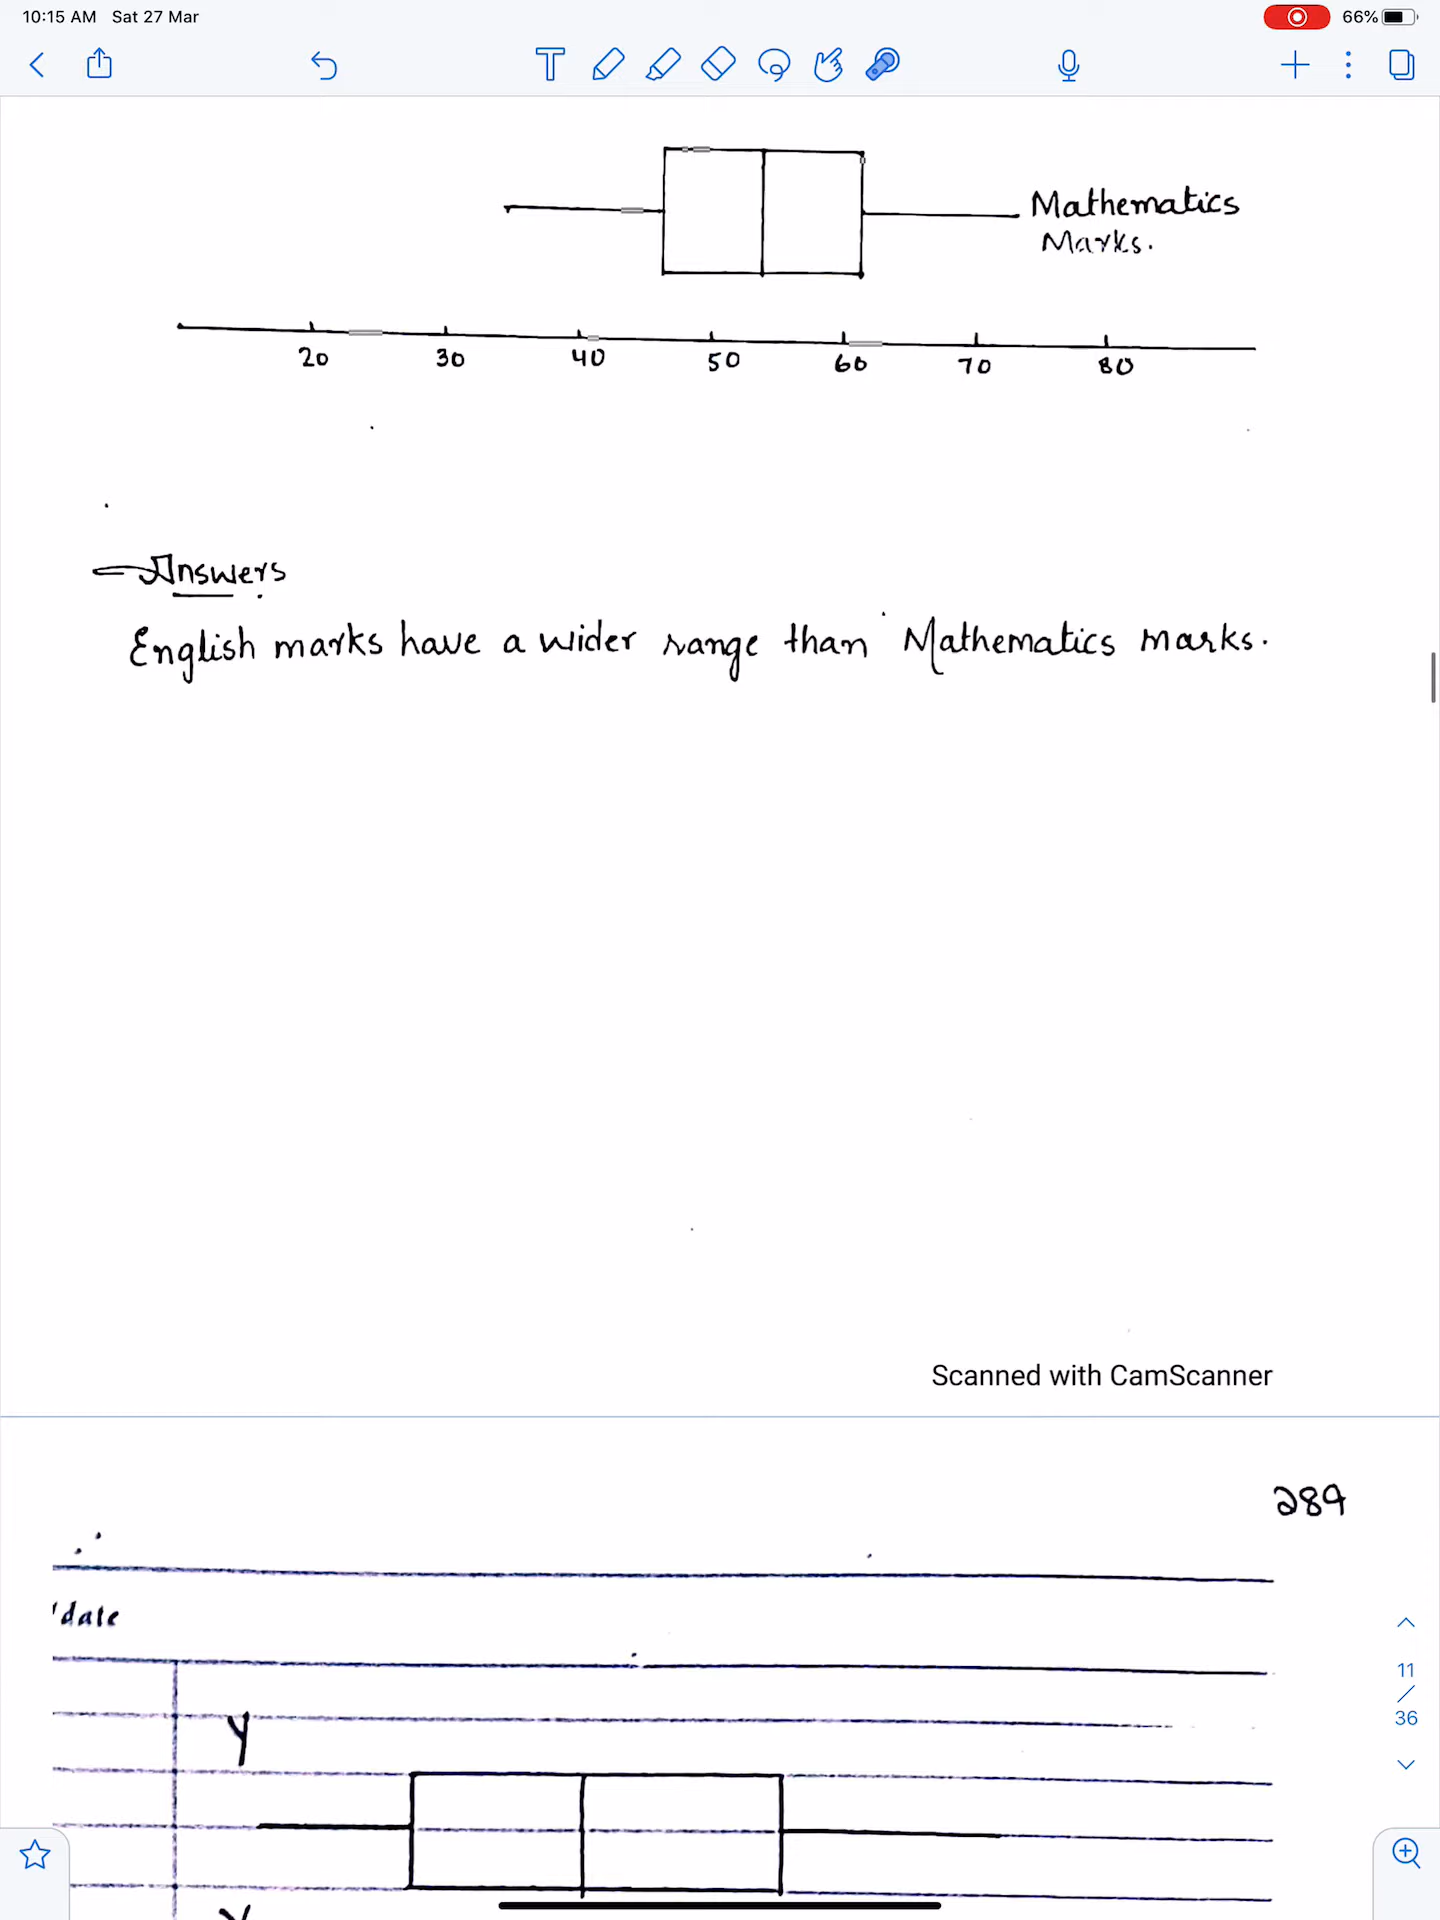 10:15 AM Sat 27 Mar
66%
Mathematics
Marks.
20 30 40 50 60 70 80
Answers
English marks have a wider range than Mathematics marks.
Scanned with CamScanner
289
'date
11
/
36
Y